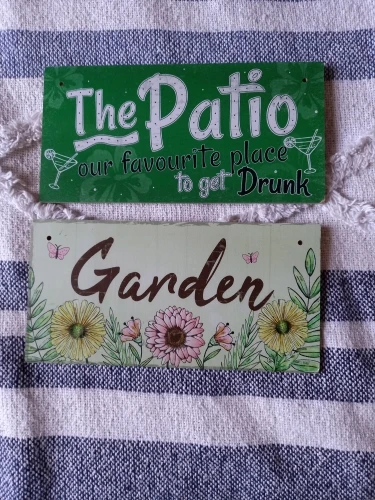 The Patio
our favourite place
to get Drunk
Garden